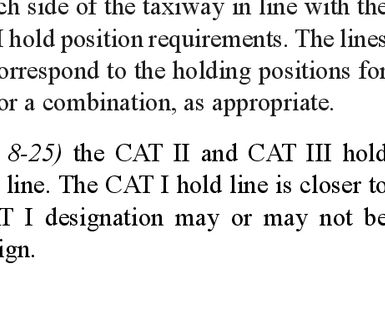 ch side of the taxiway in line with the
I hold position requirements. The lines
orrespond to the holding positions for
or a combination, as appropriate.
8-25) the CAT II and CAT III hold
line. The CAT I hold line is closer to
T I designation may or may not be
ign.